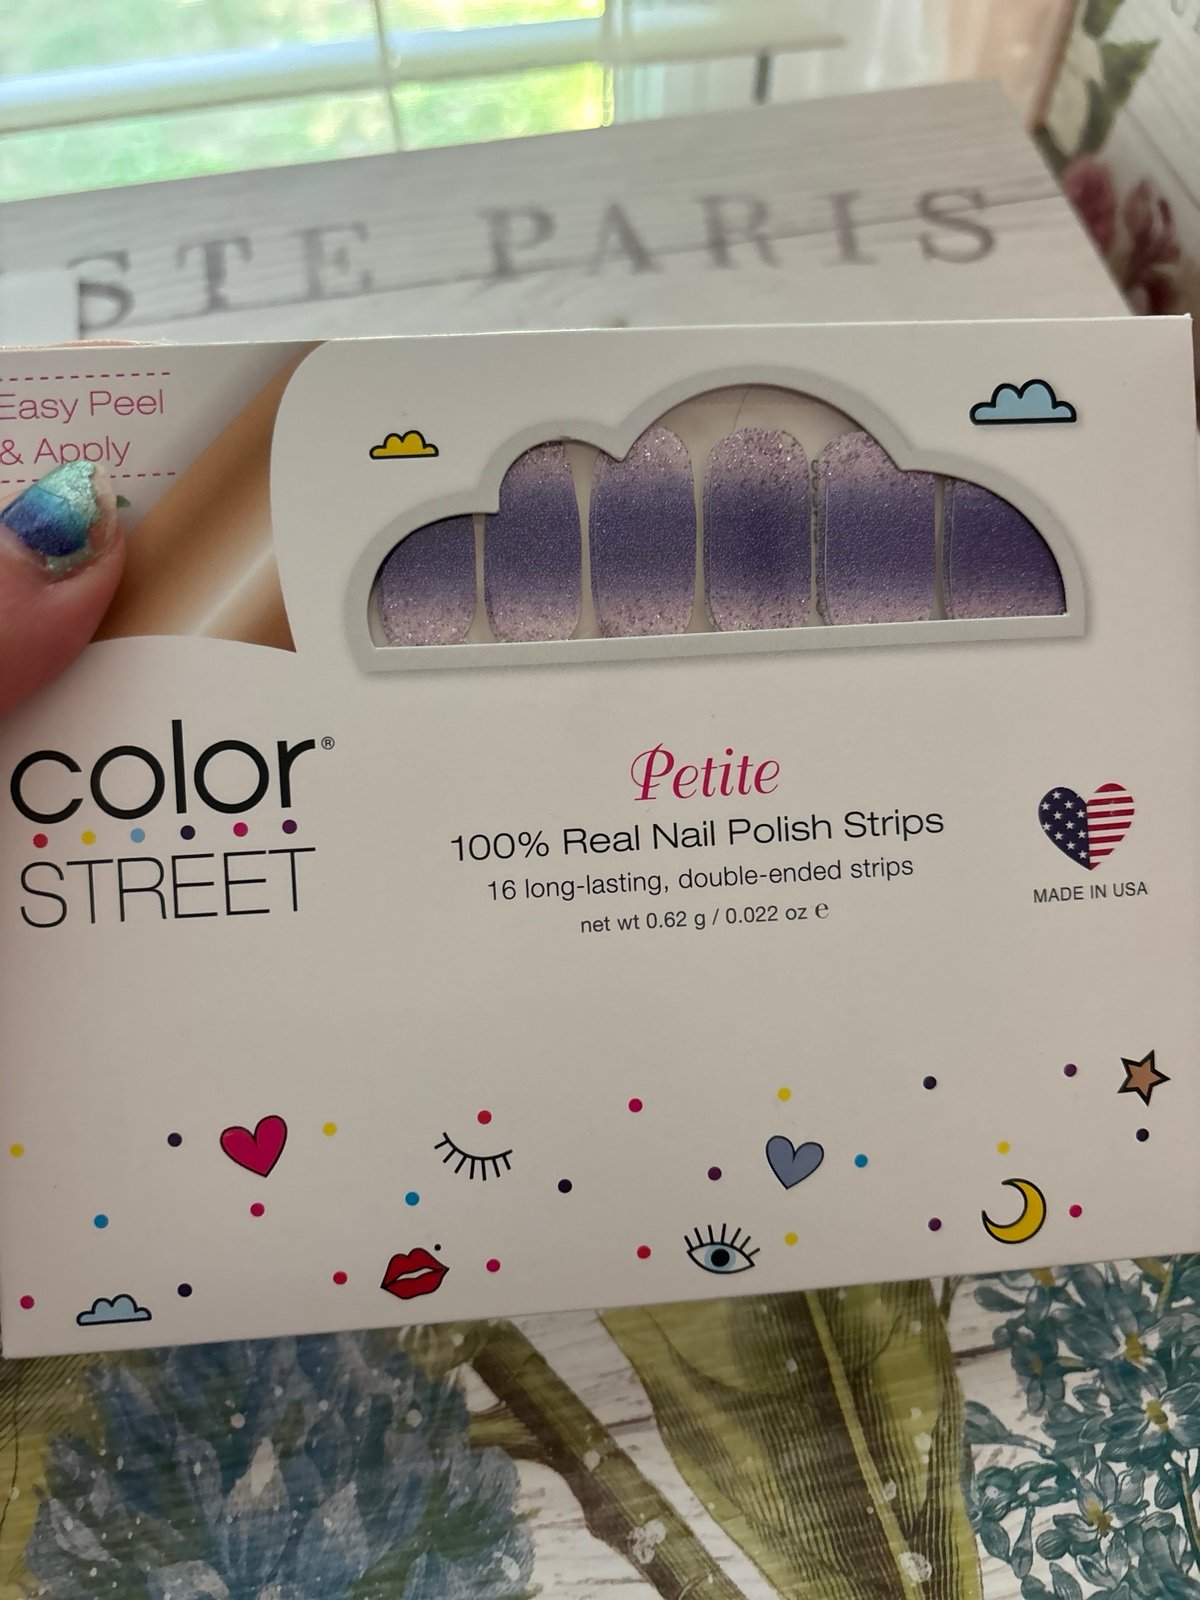 STE PARIS
Easy Peel
& Apply
color®
STREET
Petite
100% Real Nail Polish Strips
16 long-lasting, double-ended strips
net wt 0.62 g / 0.022 oz ℮
MADE IN USA